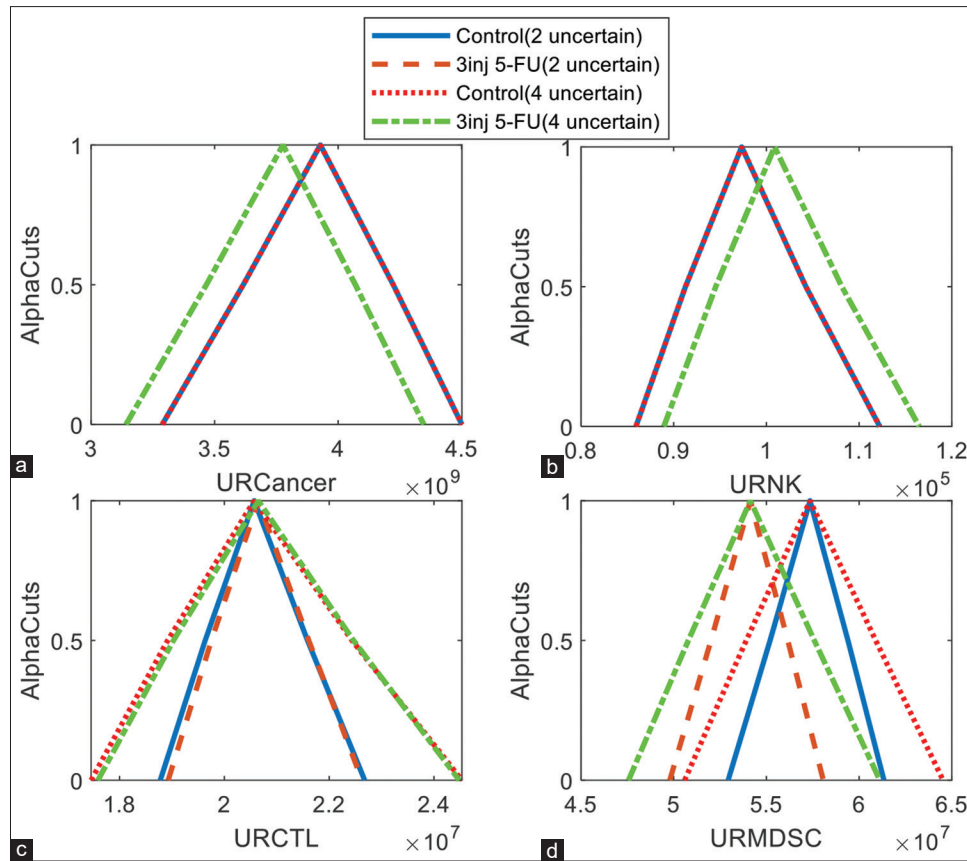 Control(2 uncertain)
3inj 5-FU(2 uncertain)
Control(4 uncertain)
3inj 5-FU(4 uncertain)
1
0.5
0
AlphaCuts
3 3.5 4 4.5
URCancer ×10^9
a
1
0.5
0
AlphaCuts
0.8 0.9 1 1.1 1.2
URNK ×10^5
b
1
0.5
0
AlphaCuts
1.8 2 2.2 2.4
URCTL ×10^7
c
1
0.5
0
AlphaCuts
4.5 5 5.5 6 6.5
URMDSC ×10^7
d